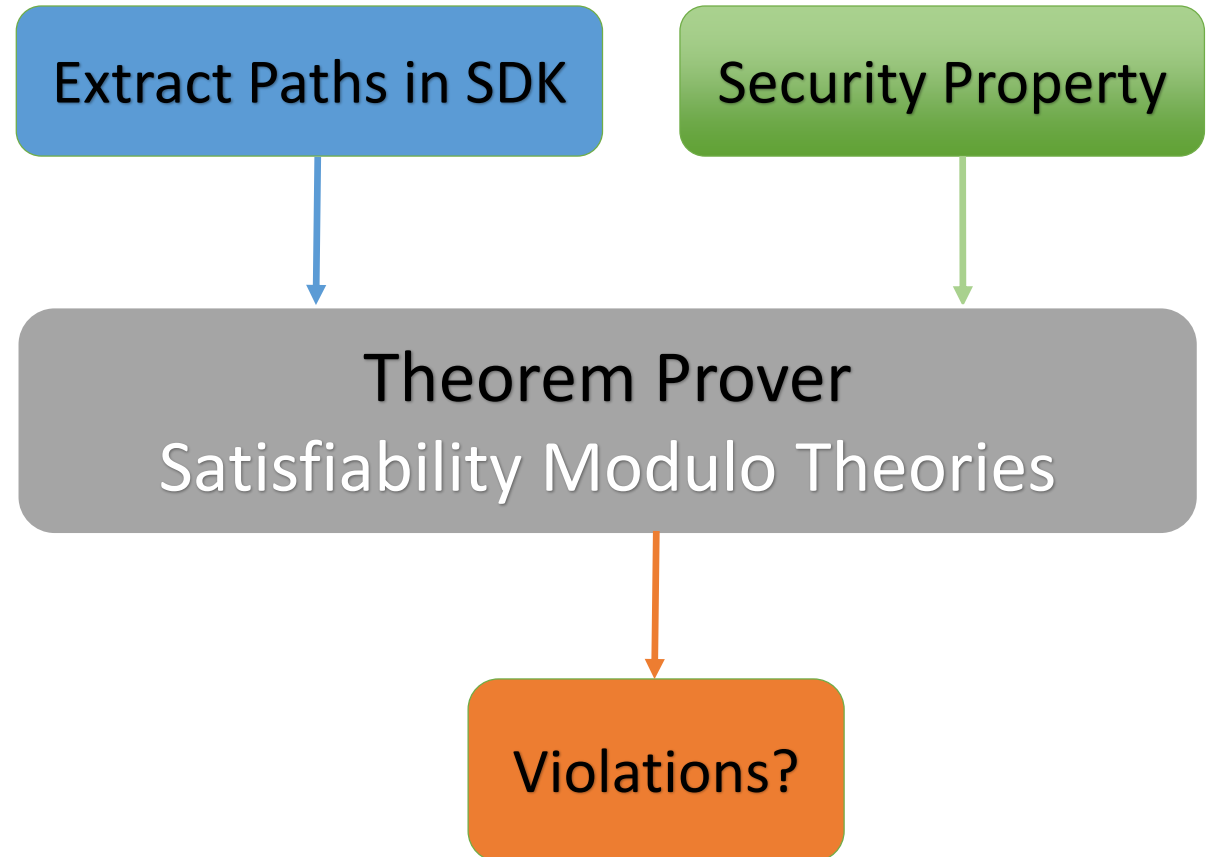 Extract Paths in SDK
Security Property
Theorem Prover
Satisfiability Modulo Theories
Violations?